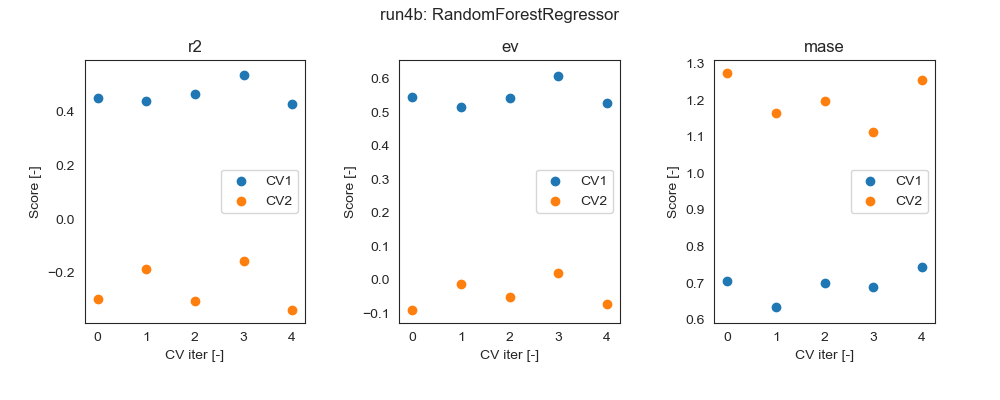 run4b: RandomForestRegressor
r2
0.4
0.2
0.0
−0.2
Score [-]
CV1
CV2
0 1 2 3 4
CV iter [-]
ev
0.6
0.5
0.4
0.3
0.2
0.1
0.0
−0.1
Score [-]
CV1
CV2
0 1 2 3 4
CV iter [-]
mase
1.3
1.2
1.1
1.0
0.9
0.8
0.7
0.6
Score [-]
CV1
CV2
0 1 2 3 4
CV iter [-]